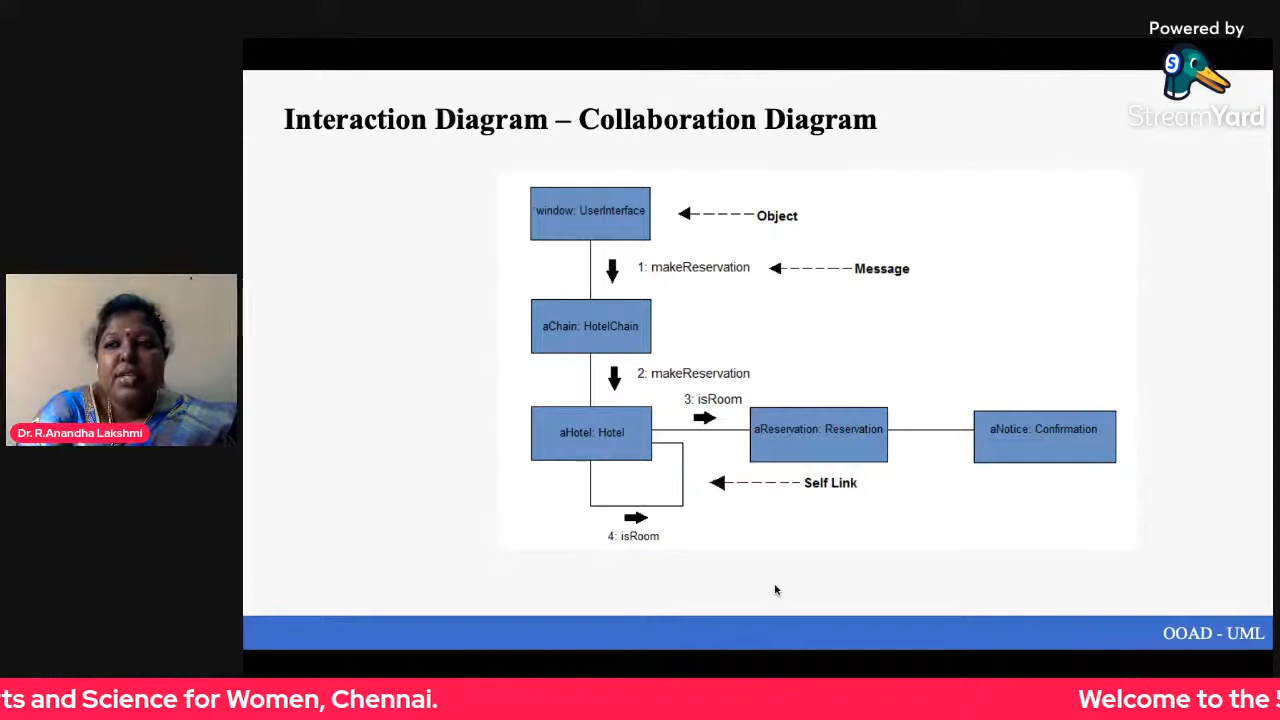 Powered by
StreamYard
Interaction Diagram – Collaboration Diagram
window: UserInterface
Object
1: makeReservation
Message
aChain: HotelChain
2: makeReservation
3: isRoom
aHotel: Hotel
aReservation: Reservation
aNotice: Confirmation
Self Link
4: isRoom
Dr. R.Anandha Lakshmi
OOAD - UML
and Science for Women, Chennai.
Welcome to the